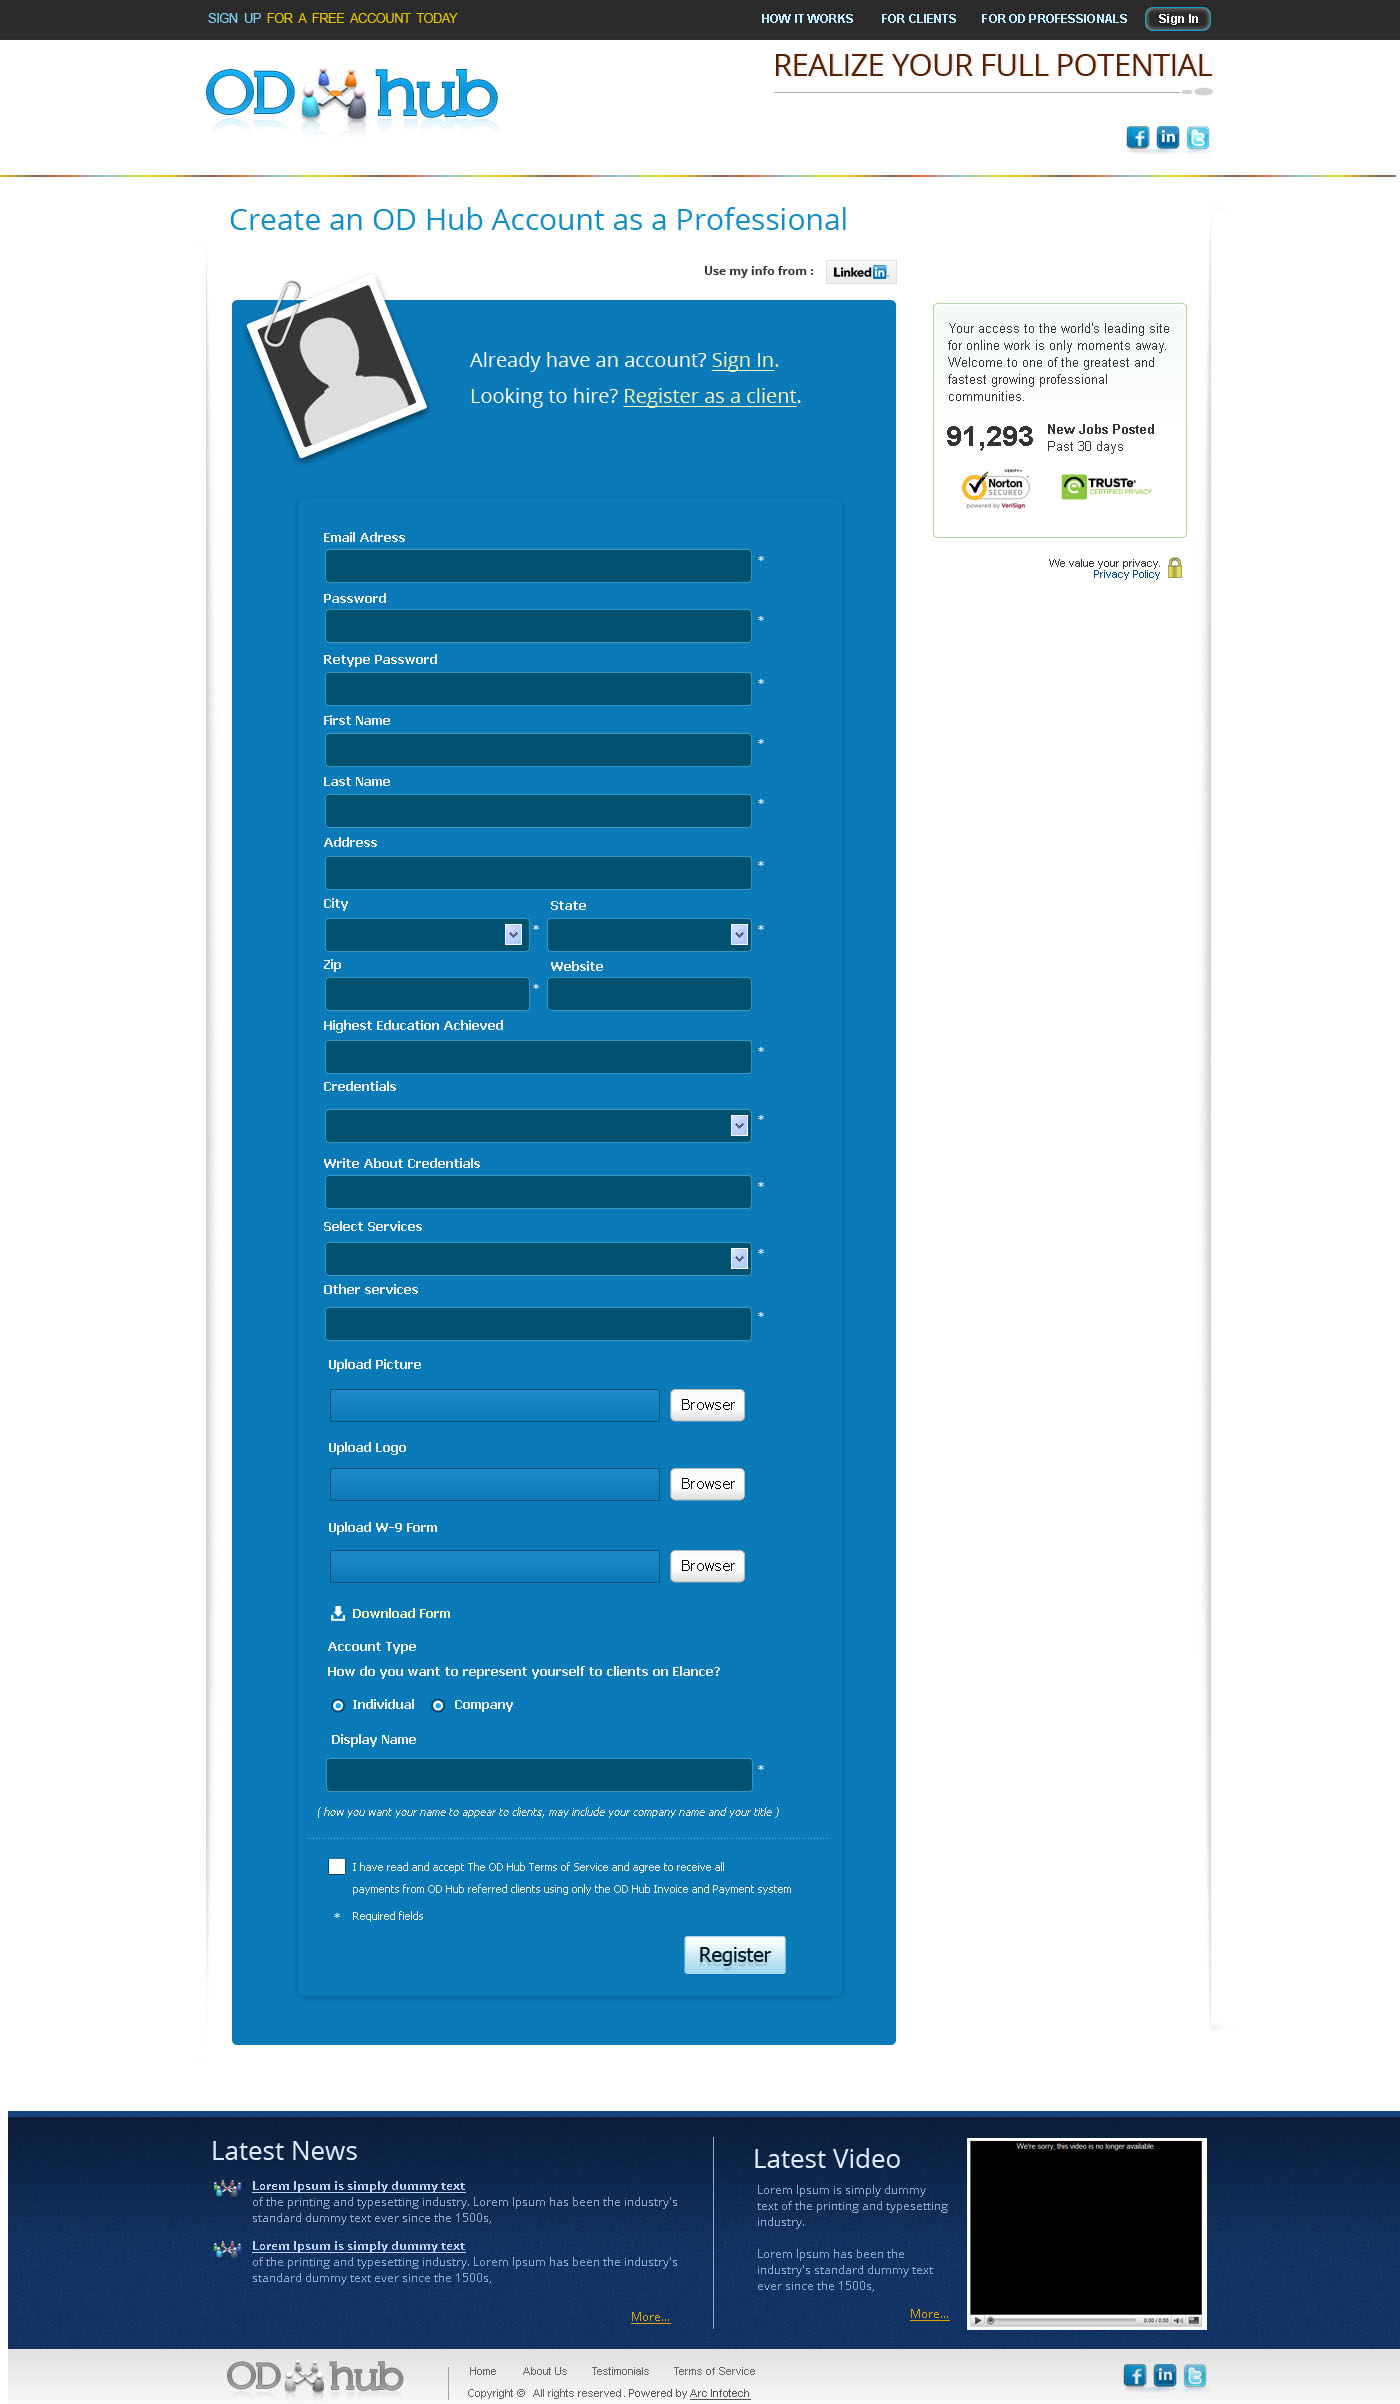 SIGN UP FOR A FREE ACCOUNT TODAY
HOW IT WORKS
FOR CLIENTS
FOR OD PROFESSIONALS
Sign In
OD hub
REALIZE YOUR FULL POTENTIAL
f
in
t
Create an OD Hub Account as a Professional
Use my info from :
Linked in
Already have an account? Sign In.
Looking to hire? Register as a client.
Your access to the world's leading site
for online work is only moments away.
Welcome to one of the greatest and
fastest growing professional
communities.
91,293
New Jobs Posted
Past 30 days
VERIFY
Norton
SECURED
powered by VeriSign
TRUSTe
CERTIFIED PRIVACY
We value your privacy.
Privacy Policy
Email Adress
*
Password
*
Retype Password
*
First Name
*
Last Name
*
Address
*
City
*
State
*
Zip
*
Website
Highest Education Achieved
*
Credentials
*
Write About Credentials
*
Select Services
*
Other services
*
Upload Picture
Browser
Upload Logo
Browser
Upload W-9 Form
Browser
Download Form
Account Type
How do you want to represent yourself to clients on Elance?
Individual
Company
Display Name
*
( how you want your name to appear to clients, may include your company name and your title )
I have read and accept The OD Hub Terms of Service and agree to receive all
payments from OD Hub referred clients using only the OD Hub Invoice and Payment system
* Required fields
Register
Latest News
Lorem Ipsum is simply dummy text
of the printing and typesetting industry. Lorem Ipsum has been the industry's
standard dummy text ever since the 1500s,
Lorem Ipsum is simply dummy text
of the printing and typesetting industry. Lorem Ipsum has been the industry's
standard dummy text ever since the 1500s,
More...
Latest Video
Lorem Ipsum is simply dummy
text of the printing and typesetting
industry.
Lorem Ipsum has been the
industry's standard dummy text
ever since the 1500s,
More...
We're sorry, this video is no longer available.
0:00 / 0:00
OD hub
Home
About Us
Testimonials
Terms of Service
Copyright © All rights reserved. Powered by Arc Infotech
f
in
t